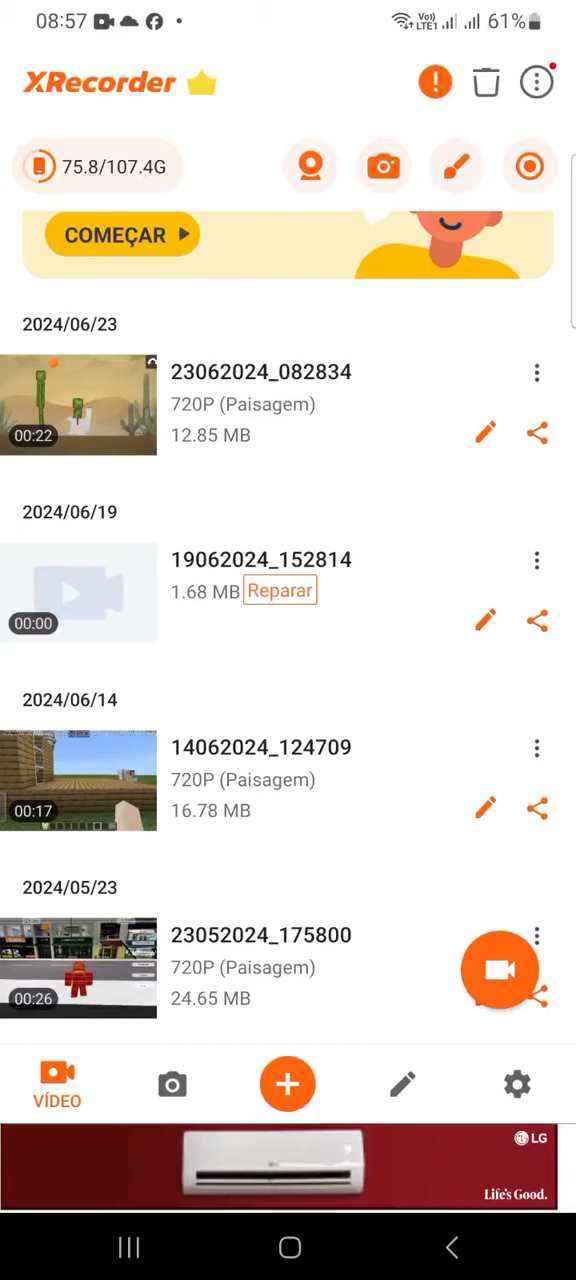 08:57
Vo)) LTE1 61%
XRecorder
75.8/107.4G
COMEÇAR
2024/06/23
23062024_082834
720P (Paisagem)
00:22
12.85 MB
2024/06/19
19062024_152814
1.68 MB Reparar
00:00
2024/06/14
14062024_124709
720P (Paisagem)
00:17
16.78 MB
2024/05/23
23052024_175800
720P (Paisagem)
00:26
24.65 MB
VÍDEO
LG
Life's Good.